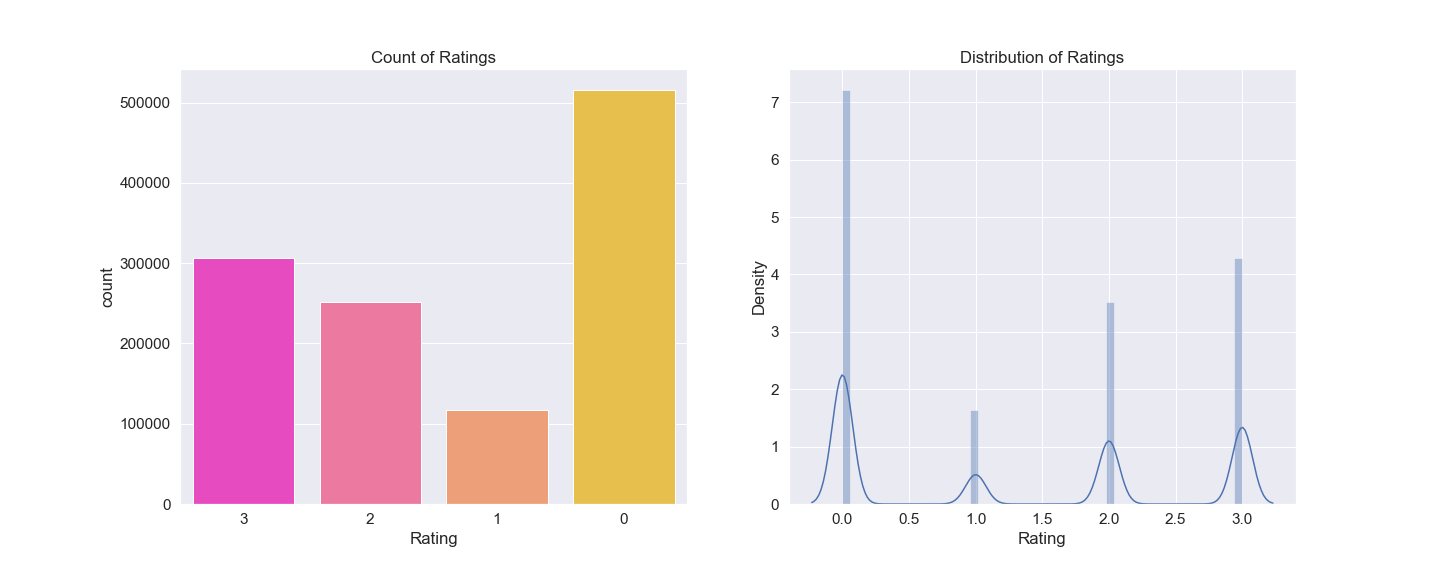 Count of Ratings
500000
400000
300000
200000
100000
0
count
3 2 1 0
Rating
Distribution of Ratings
7
6
5
4
3
2
1
0
Density
0.0 0.5 1.0 1.5 2.0 2.5 3.0
Rating